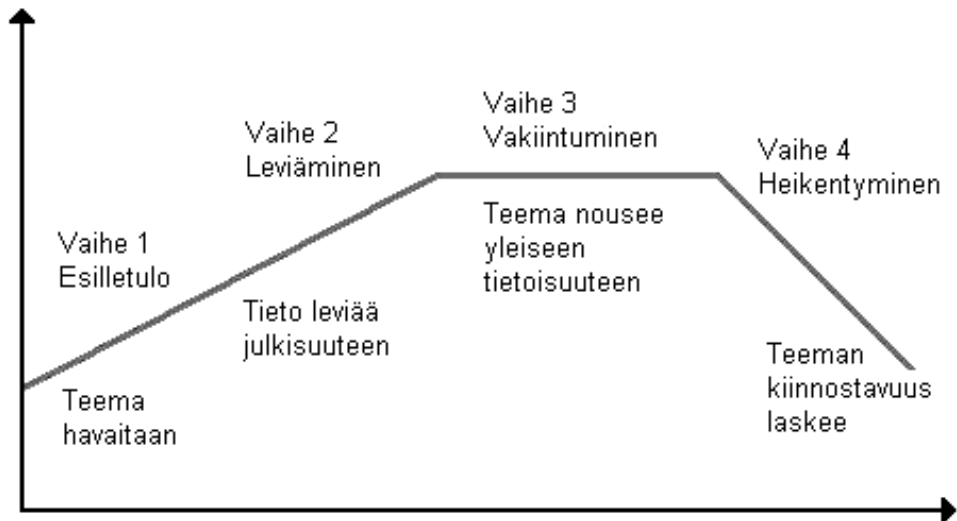 Vaihe 1
Esilletulo
Teema
havaitaan
Vaihe 2
Leviäminen
Tieto leviää
julkisuuteen
Vaihe 3
Vakiintuminen
Teema nousee
yleiseen
tietoisuuteen
Vaihe 4
Heikentyminen
Teeman
kiinnostavuus
laskee